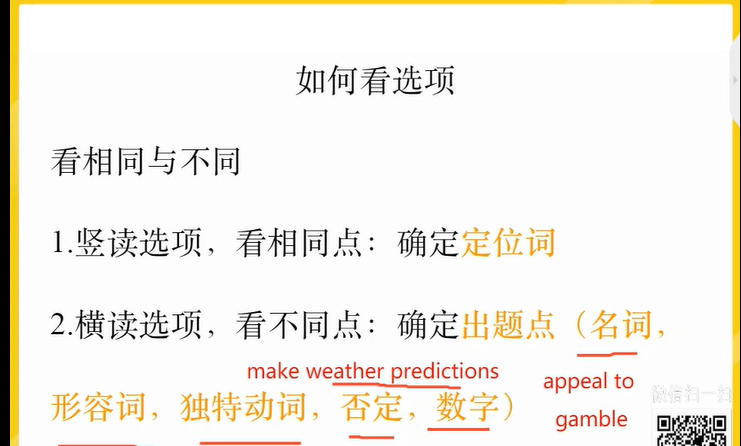 如何看选项
看相同与不同
1.竖读选项，看相同点：确定定位词
2.横读选项，看不同点：确定出题点（名词，
make weather predictions
appeal to
gamble
形容词，独特动词，否定，数字）
微信扫一扫